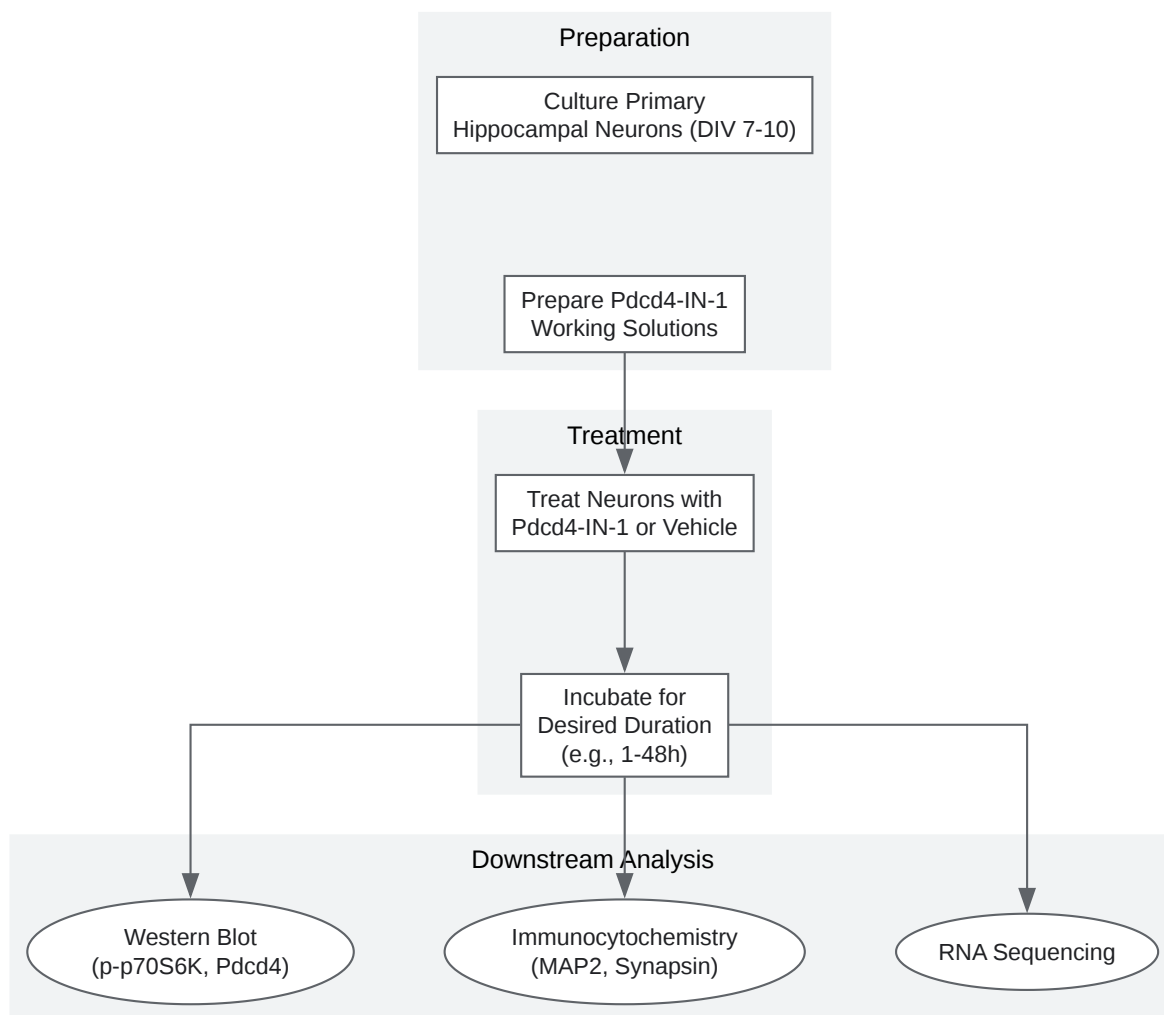 Preparation
Culture Primary
Hippocampal Neurons (DIV 7-10)
Prepare Pdcd4-IN-1
Working Solutions
Treatment
Treat Neurons with
Pdcd4-IN-1 or Vehicle
Incubate for
Desired Duration
(e.g., 1-48h)
Downstream Analysis
Western Blot
(p-p70S6K, Pdcd4)
Immunocytochemistry
(MAP2, Synapsin)
RNA Sequencing